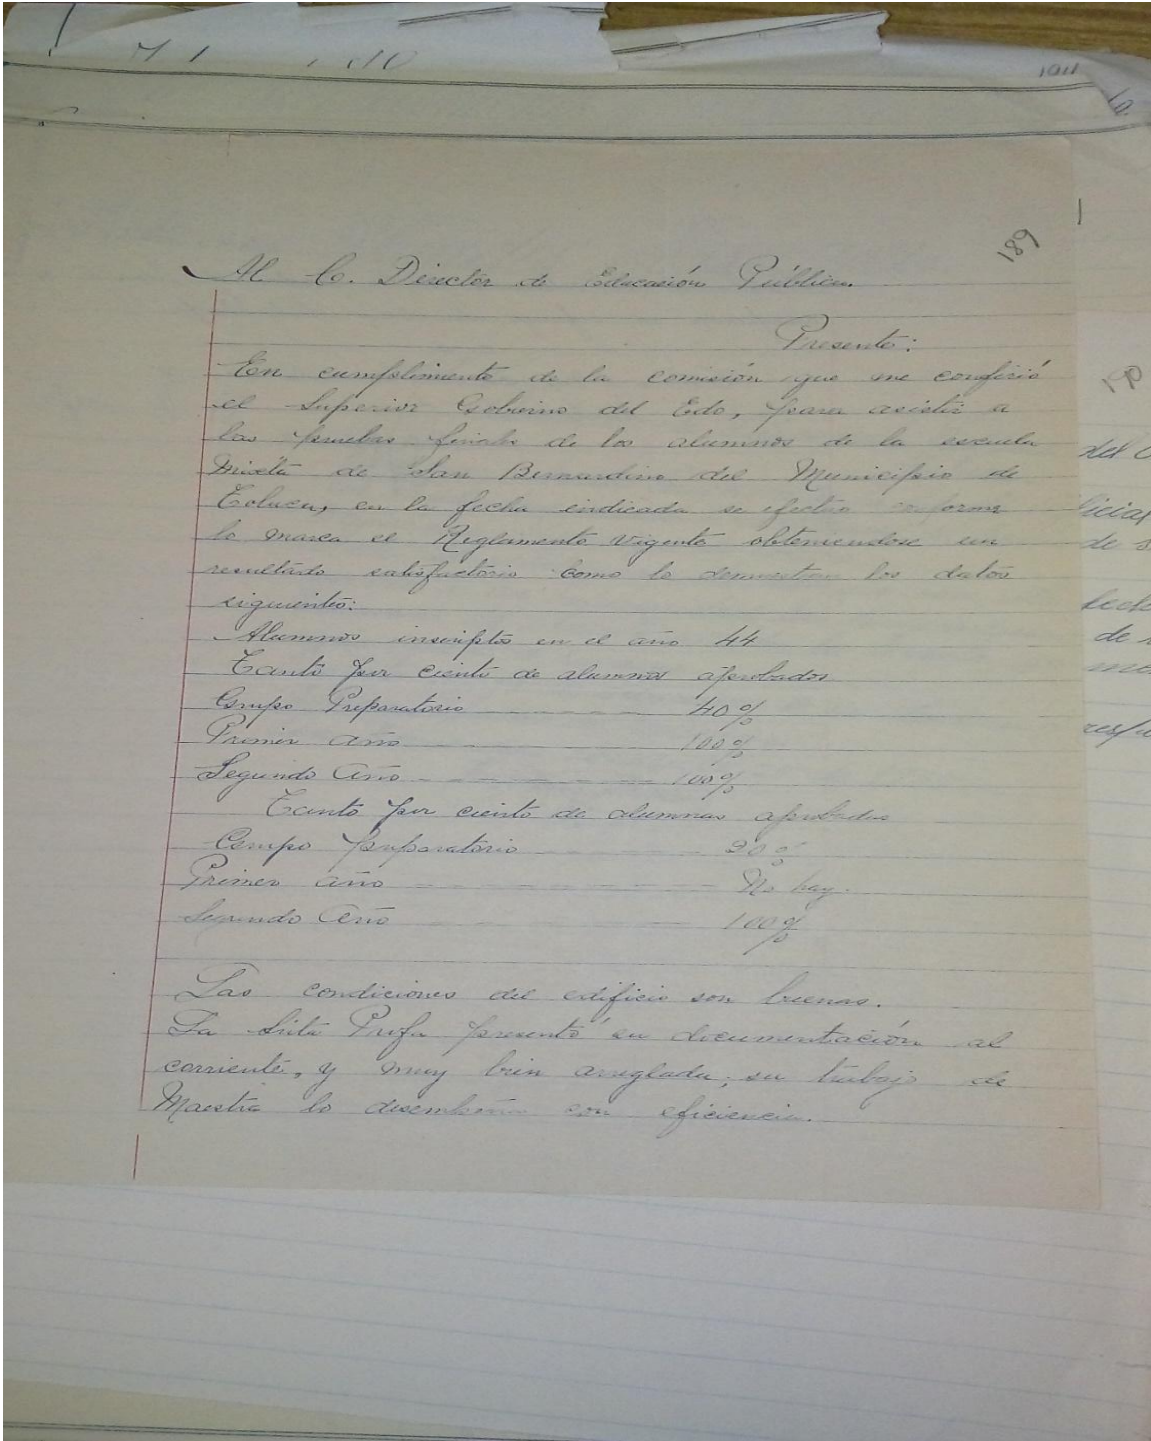 1911
189
Al C. Director de Educación Pública.
Presente:
En cumplimiento de la comisión que me confirió
el Superior Gobierno del Edo, para asistir a
las pruebas finales de los alumnos de la escuela
Mixta de San Bernardino del Municipio de
Toluca, en la fecha indicada se efectuo conforme
lo marca el Reglamento vigente obteniendose un
resultado satisfactorio como lo demuestran los datos
siguientes:
Alumnos inscriptos en el año 44
Tanto por ciento de alumnos aprobados
Grupo Preparatorio 40%
Primer año 100%
Segundo Año 100%
Tanto por ciento de alumnas aprobadas
Grupo preparatorio %
Primer año No hay.
Segundo Año 100%
Las condiciones del edificio son buenas.
La Srita Profa presentó su documentación al
corriente, y muy bien arreglada; su trabajo de
Maestra lo desempeña con eficiencia.
190
de s
de